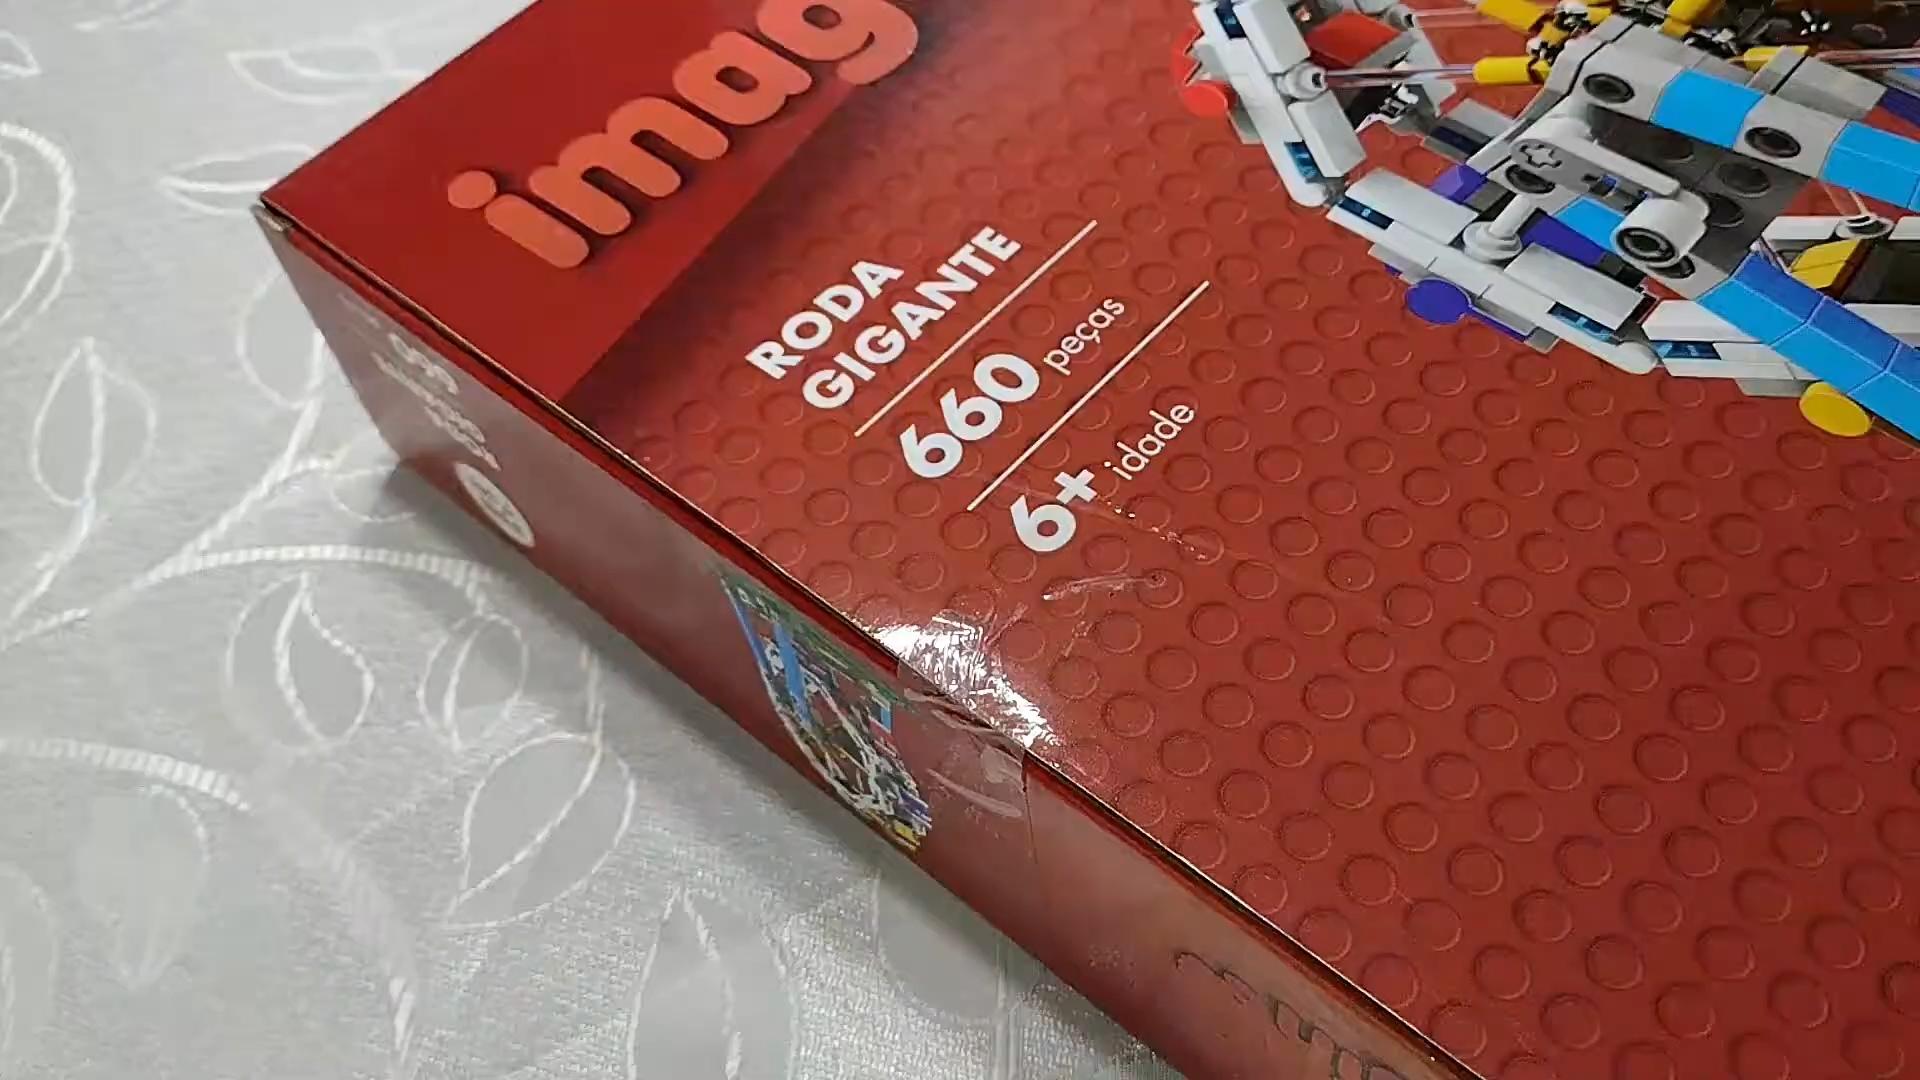 imag
RODA
GIGANTE
660 peças
6+ idade